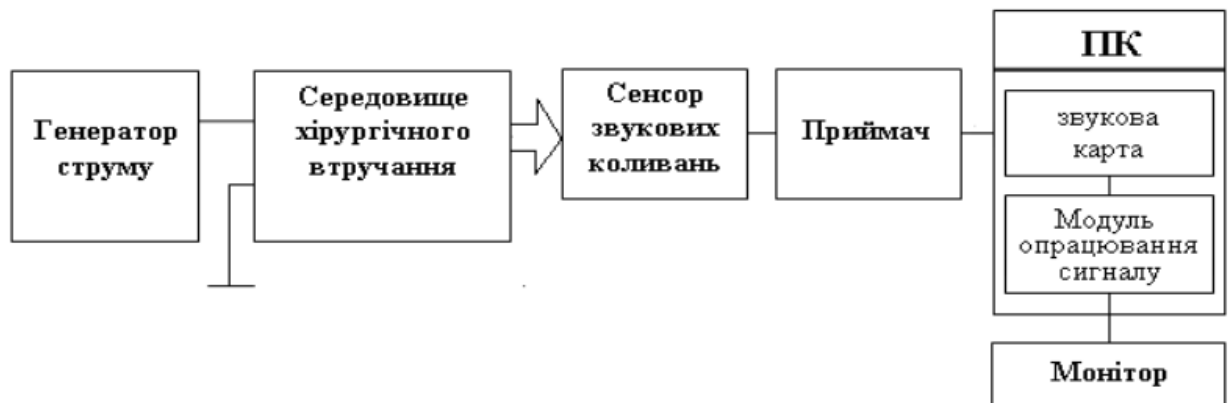 Генератор
струму
Середовище
хірургічного
втручання
Сенсор
звукових
коливань
Приймач
ПК
звукова
карта
Модуль
опрацювання
сигналу
Монітор